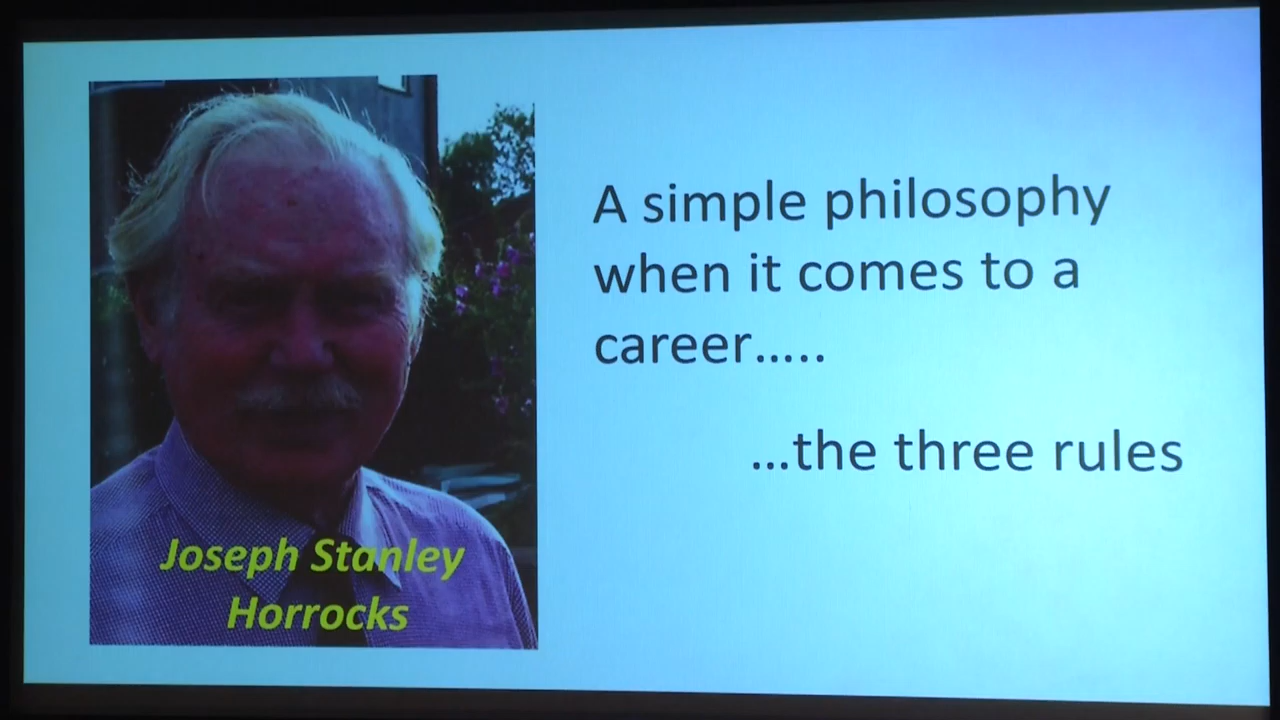 A simple philosophy
when it comes to a
career.....
...the three rules
Joseph Stanley
Horrocks